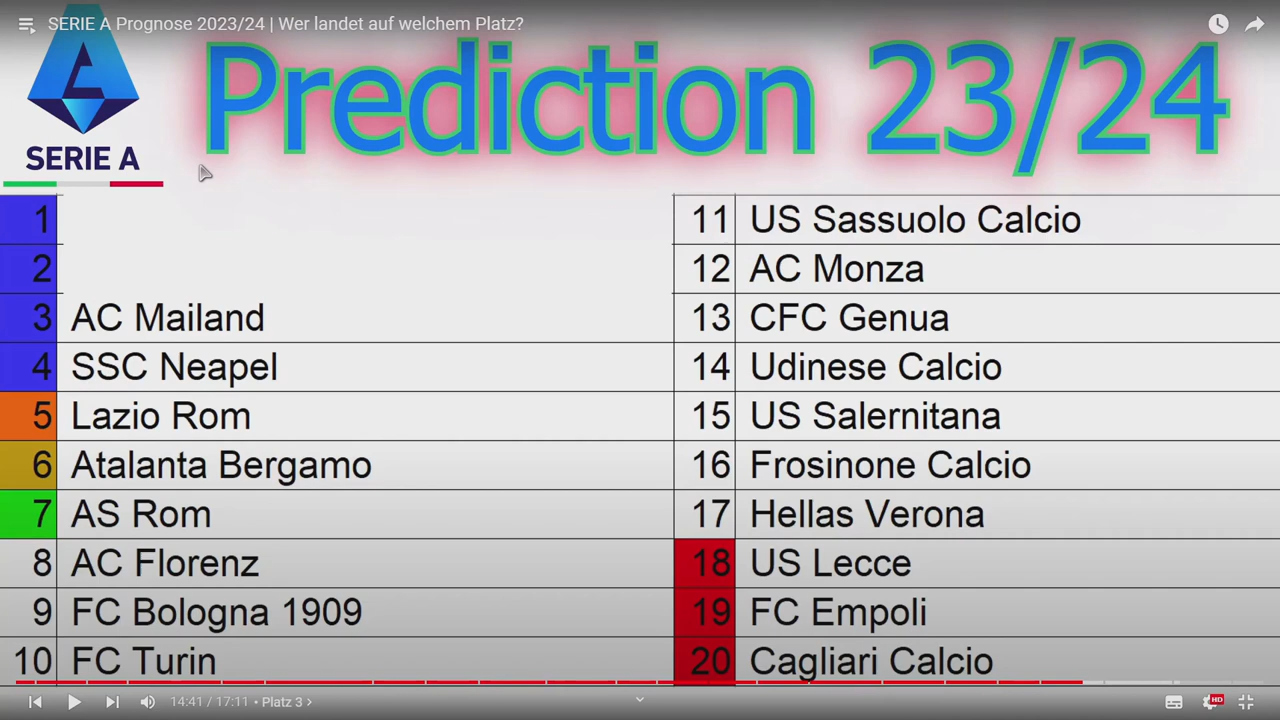 SERIE A Prognose 2023/24 | Wer landet auf welchem Platz?
Prediction 23/24
SERIE A
1
2
3 AC Mailand
4 SSC Neapel
5 Lazio Rom
6 Atalanta Bergamo
7 AS Rom
8 AC Florenz
9 FC Bologna 1909
10 FC Turin
11 US Sassuolo Calcio
12 AC Monza
13 CFC Genua
14 Udinese Calcio
15 US Salernitana
16 Frosinone Calcio
17 Hellas Verona
18 US Lecce
19 FC Empoli
20 Cagliari Calcio
14:41 / 17:11 • Platz 3
HD